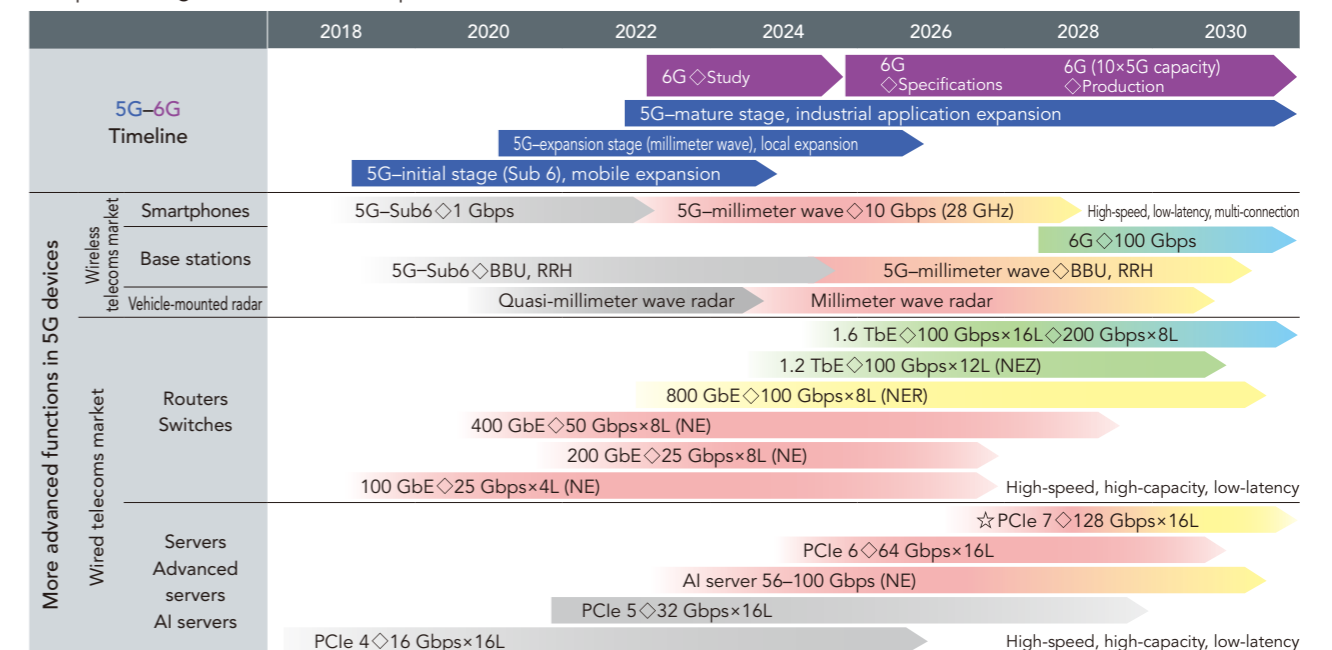 2018 2020 2022 2024 2026 2028 2030
5G–6G
Timeline
6G◇Study
6G
◇Specifications
6G (10×5G capacity)
◇Production
5G–mature stage, industrial application expansion
5G–expansion stage (millimeter wave), local expansion
5G–initial stage (Sub 6), mobile expansion
More advanced functions in 5G devices
Wireless
telecoms market
Smartphones
5G–Sub6◇1 Gbps
5G–millimeter wave◇10 Gbps (28 GHz)
High-speed, low-latency, multi-connection
Base stations
6G◇100 Gbps
5G–Sub6◇BBU, RRH
5G–millimeter wave◇BBU, RRH
Vehicle-mounted radar
Quasi-millimeter wave radar
Millimeter wave radar
Wired telecoms market
Routers
Switches
1.6 TbE◇100 Gbps×16L◇200 Gbps×8L
1.2 TbE◇100 Gbps×12L (NEZ)
800 GbE◇100 Gbps×8L (NER)
400 GbE◇50 Gbps×8L (NE)
200 GbE◇25 Gbps×8L (NE)
100 GbE◇25 Gbps×4L (NE)
High-speed, high-capacity, low-latency
Servers
Advanced
servers
AI servers
☆PCIe 7◇128 Gbps×16L
PCIe 6◇64 Gbps×16L
AI server 56–100 Gbps (NE)
PCIe 5◇32 Gbps×16L
PCIe 4◇16 Gbps×16L
High-speed, high-capacity, low-latency